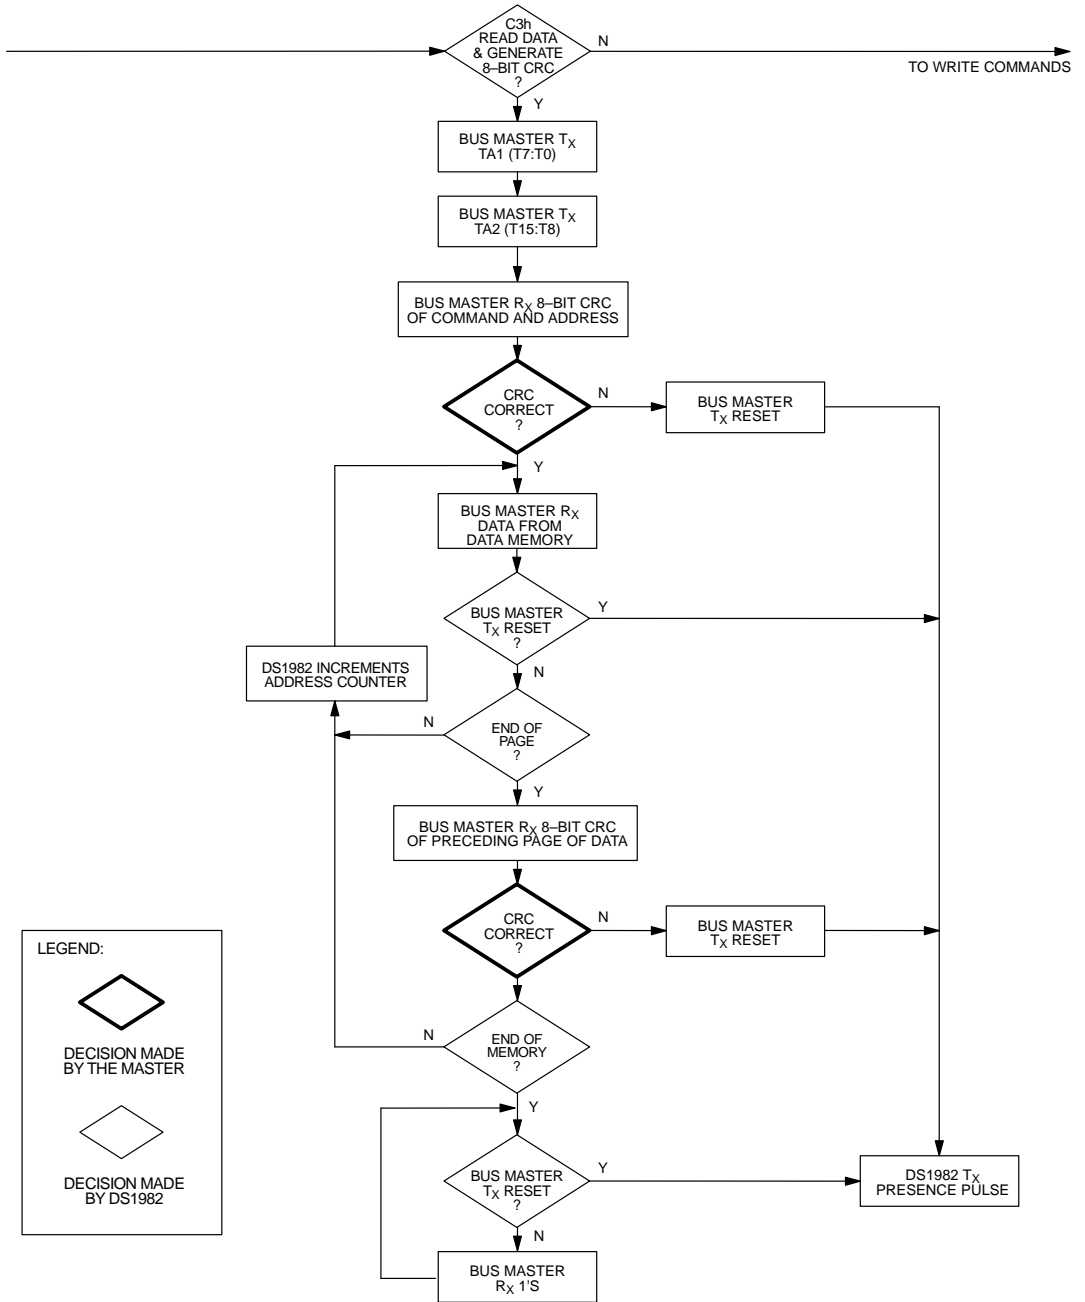 C3h
READ DATA
& GENERATE
8–BIT CRC
?
N
TO WRITE COMMANDS
Y
BUS MASTER TX
TA1 (T7:T0)
BUS MASTER TX
TA2 (T15:T8)
BUS MASTER RX 8–BIT CRC
OF COMMAND AND ADDRESS
CRC
CORRECT
?
N
BUS MASTER
TX RESET
Y
BUS MASTER RX
DATA FROM
DATA MEMORY
BUS MASTER
TX RESET
?
Y
N
DS1982 INCREMENTS
ADDRESS COUNTER
END OF
PAGE
?
N
Y
BUS MASTER RX 8–BIT CRC
OF PRECEDING PAGE OF DATA
CRC
CORRECT
?
N
BUS MASTER
TX RESET
END OF
MEMORY
?
N
Y
BUS MASTER
TX RESET
?
Y
DS1982 TX
PRESENCE PULSE
N
BUS MASTER
RX 1'S
LEGEND:
DECISION MADE
BY THE MASTER
DECISION MADE
BY DS1982